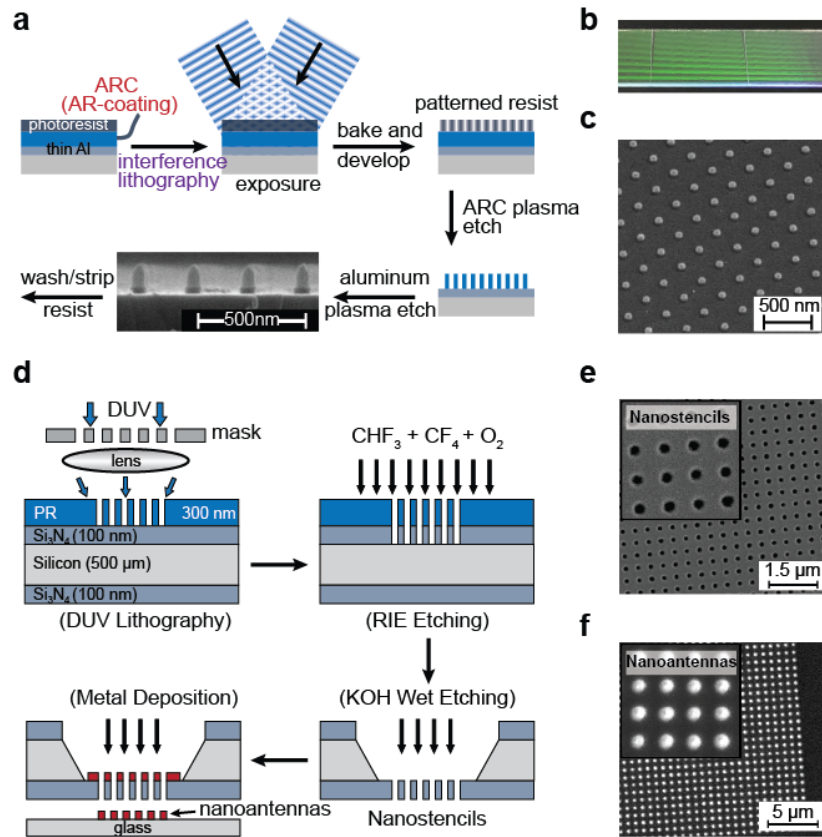 a
ARC
(AR-coating)
photoresist
thin Al
interference
lithography
exposure
bake and
develop
patterned resist
ARC plasma
etch
aluminum
plasma etch
500nm
wash/strip
resist
b
c
500 nm
d
DUV
mask
lens
PR
300 nm
Si₃N₄ (100 nm)
Silicon (500 µm)
Si₃N₄ (100 nm)
(DUV Lithography)
CHF₃ + CF₄ + O₂
(RIE Etching)
(KOH Wet Etching)
Nanostencils
(Metal Deposition)
nanoantennas
glass
e
Nanostencils
1.5 µm
f
Nanoantennas
5 µm